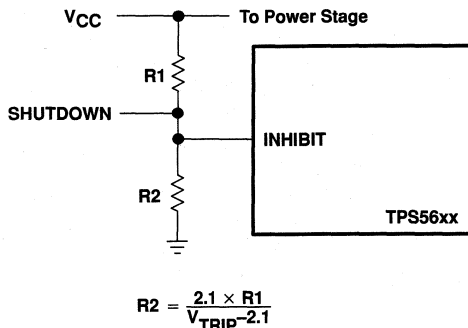 VCC
To Power Stage
R1
SHUTDOWN
INHIBIT
R2
TPS56xx
R2 = 2.1 × R1 / VTRIP−2.1